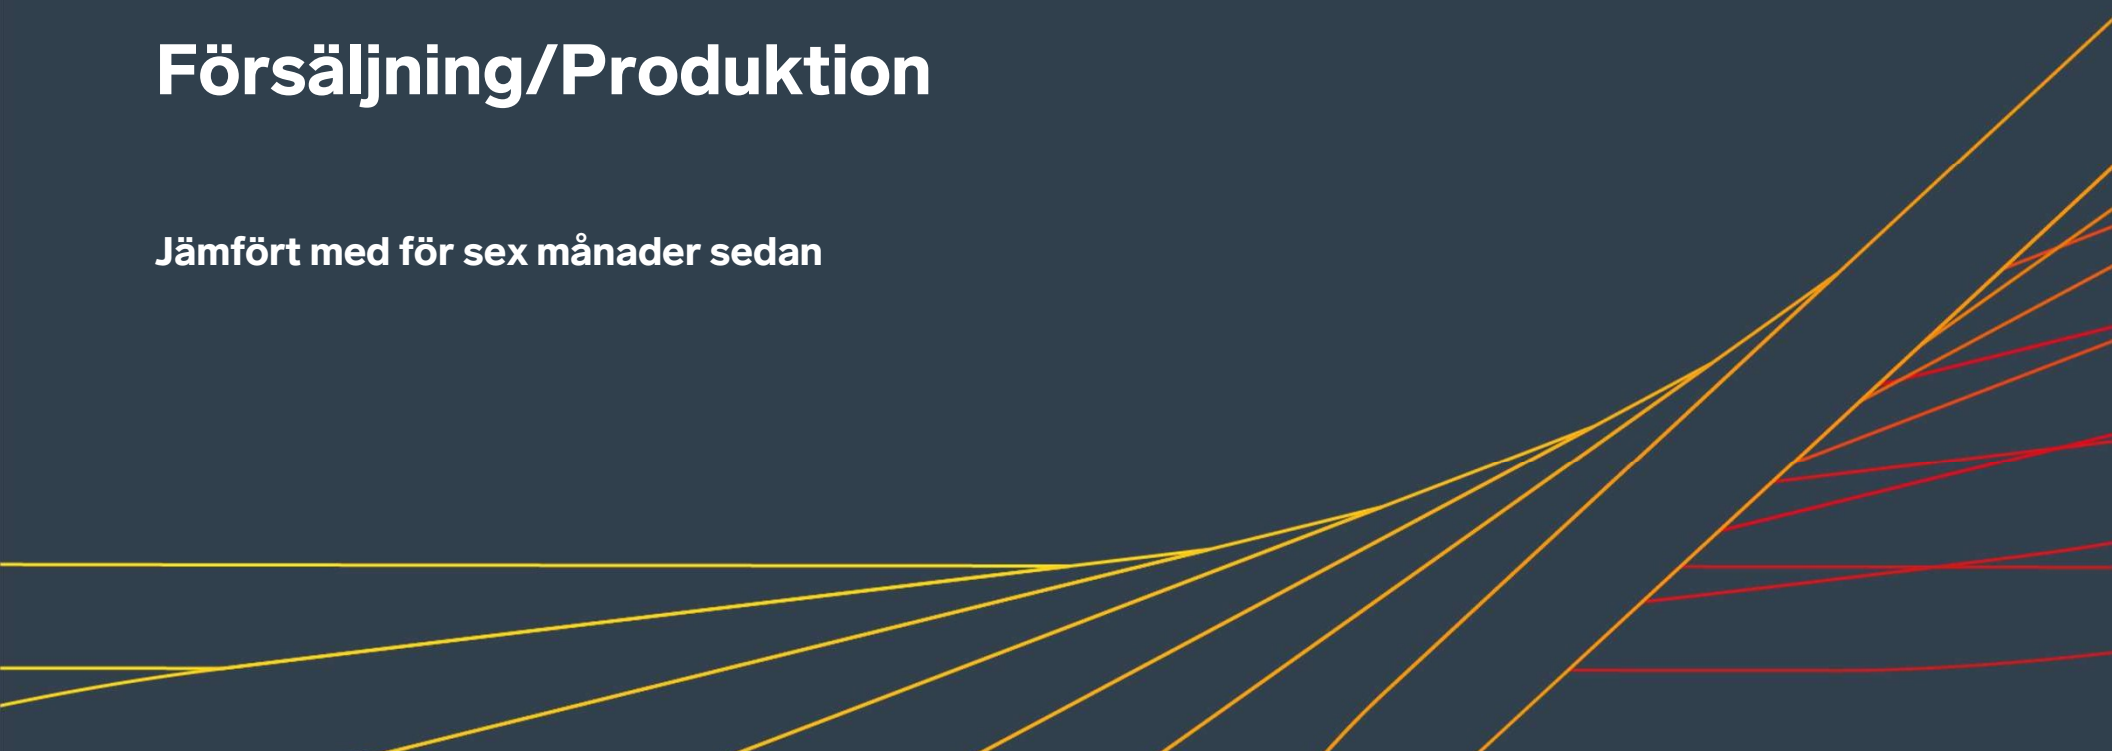 Försäljning/Produktion
Jämfört med för sex månader sedan